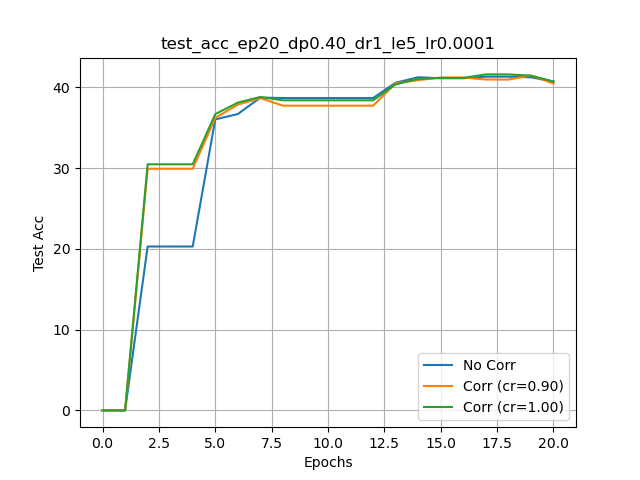 test_acc_ep20_dp0.40_dr1_le5_lr0.0001
Test Acc
40
30
20
10
0
0.0 2.5 5.0 7.5 10.0 12.5 15.0 17.5 20.0
Epochs
No Corr
Corr (cr=0.90)
Corr (cr=1.00)